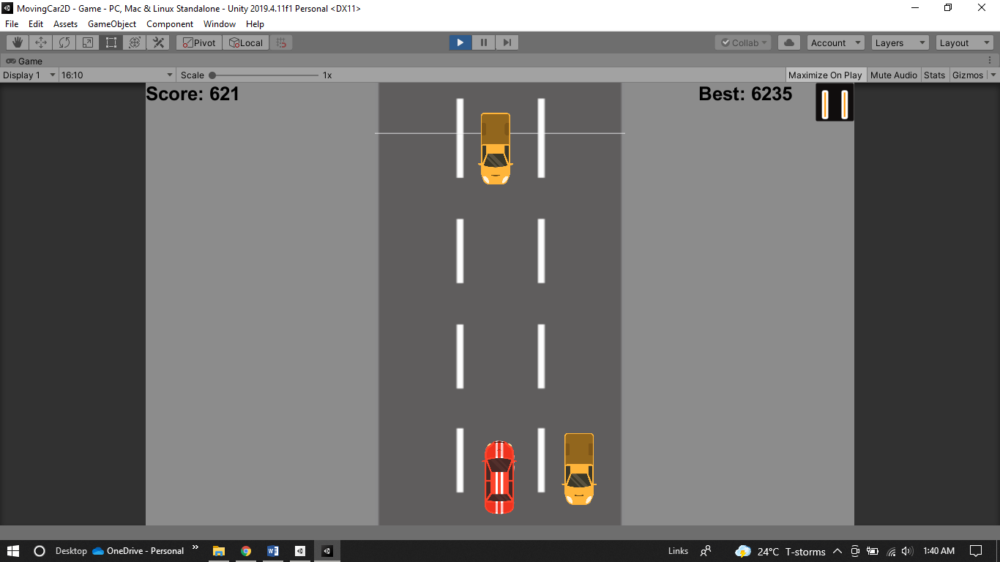 MovingCar2D - Game - PC, Mac & Linux Standalone - Unity 2019.4.11f1 Personal <DX11>
File Edit Assets GameObject Component Window Help
Pivot Local Collab Account Layers Layout
Game
Display 1 16:10 Scale 1x Maximize On Play Mute Audio Stats Gizmos
Score: 621 Best: 6235
Desktop OneDrive - Personal » Links 24°C T-storms 1:40 AM